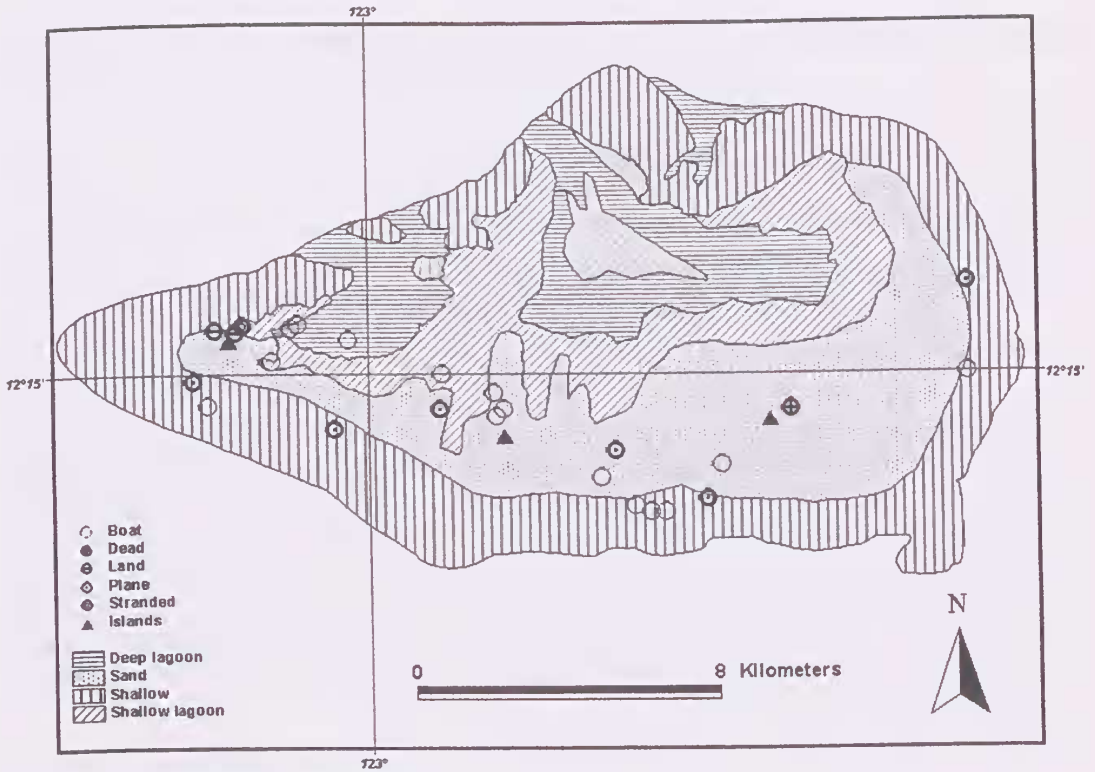 123°
12°15'
12°15'
Boat
Dead
Land
Plane
Stranded
Islands
Deep lagoon
Sand
Shallow
Shallow lagoon
0 8 Kilometers
N
123°